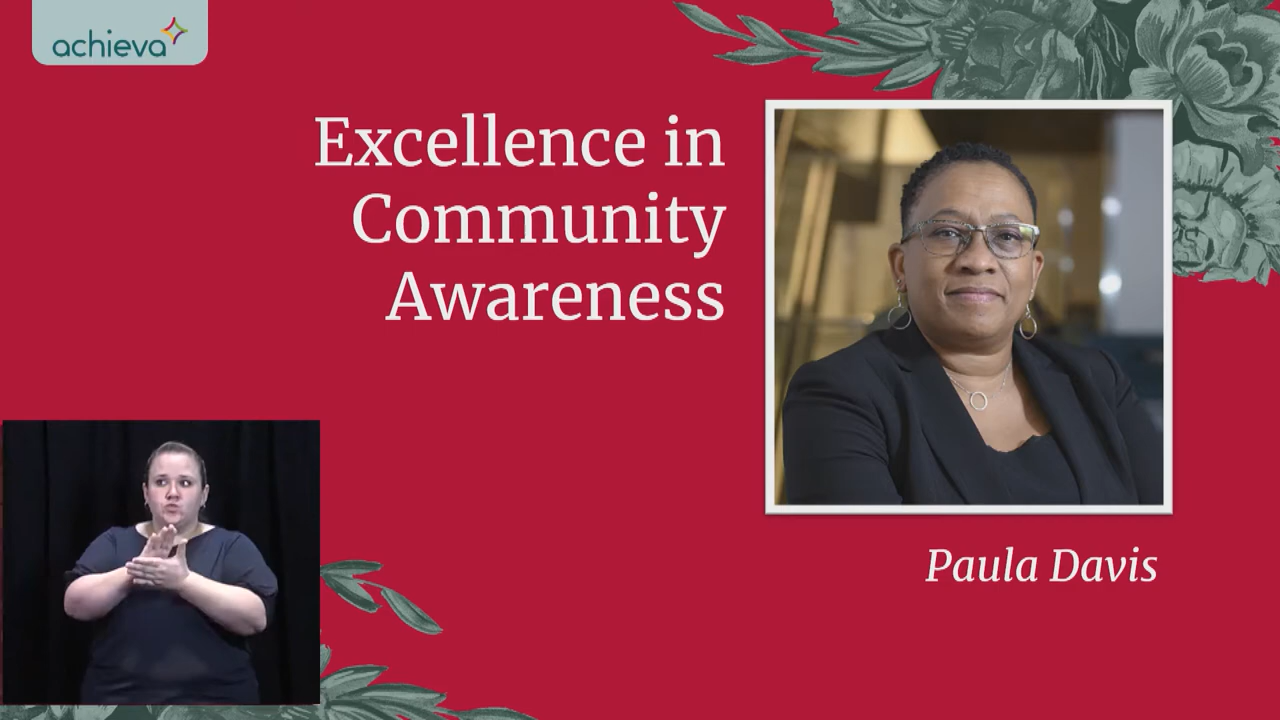 achieva
Excellence in
Community
Awareness
Paula Davis